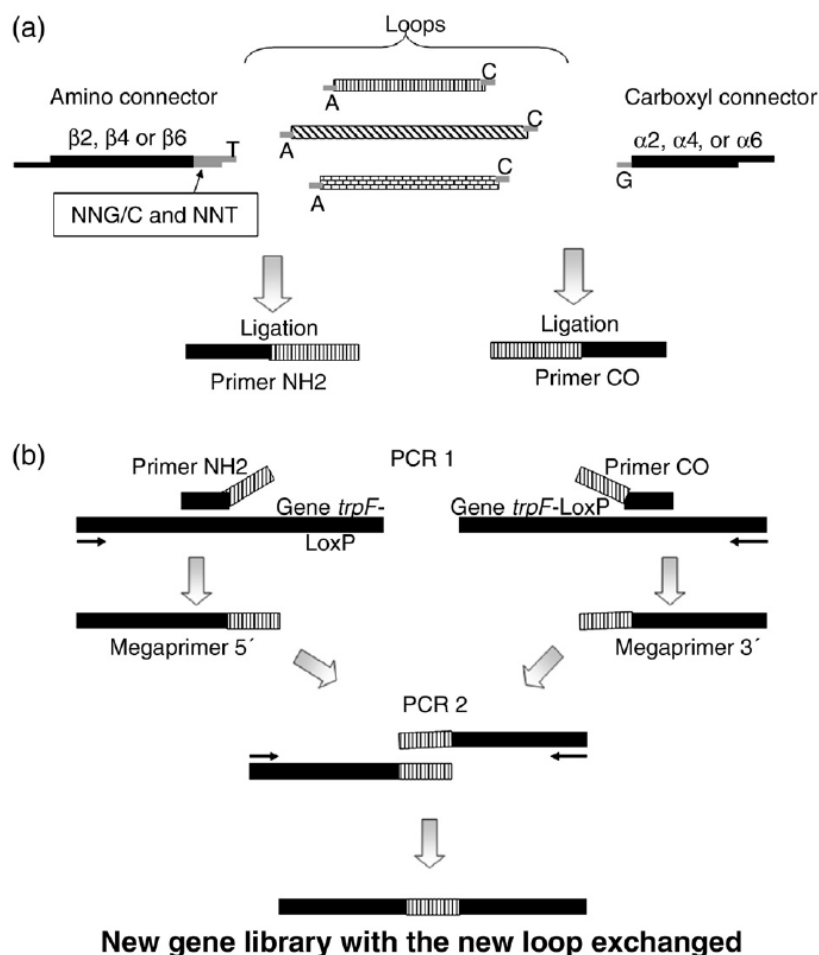 (a)
Loops
Amino connector
β2, β4 or β6
T
NNG/C and NNT
A
C
A
C
A
C
Carboxyl connector
α2, α4, or α6
G
Ligation
Primer NH2
Ligation
Primer CO
(b)
PCR 1
Primer NH2
Gene trpF-
LoxP
Primer CO
Gene trpF-LoxP
Megaprimer 5´
Megaprimer 3´
PCR 2
New gene library with the new loop exchanged